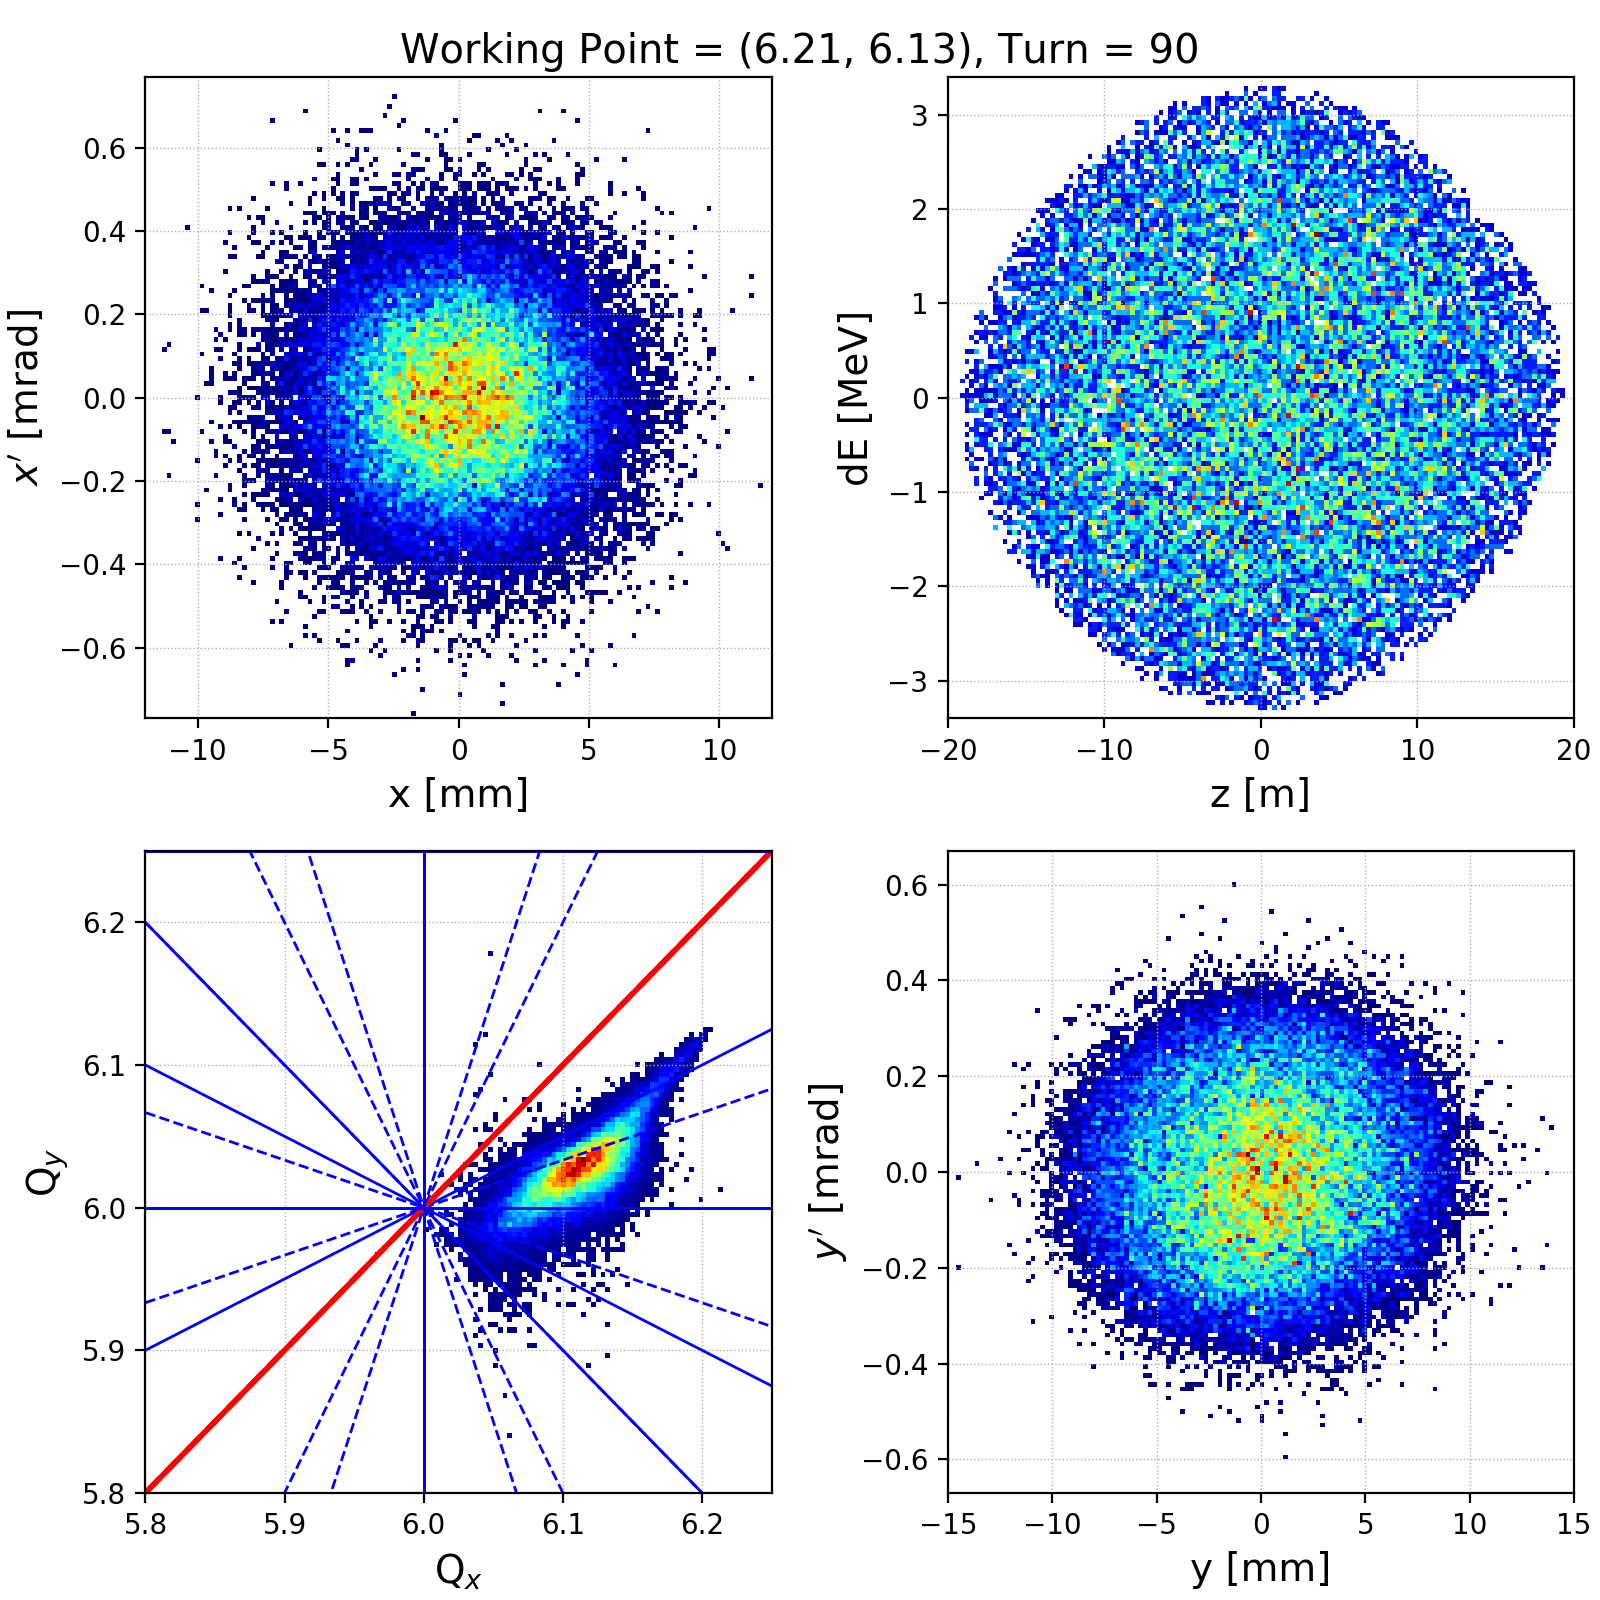 Working Point = (6.21, 6.13), Turn = 90
0.6
0.4
0.2
0.0
−0.2
−0.4
−0.6
x′ [mrad]
−10 −5 0 5 10
x [mm]
3
2
1
0
−1
−2
−3
dE [MeV]
−20 −10 0 10 20
z [m]
6.2
6.1
6.0
5.9
5.8
Qy
5.8 5.9 6.0 6.1 6.2
Qx
0.6
0.4
0.2
0.0
−0.2
−0.4
−0.6
y′ [mrad]
−15 −10 −5 0 5 10 15
y [mm]